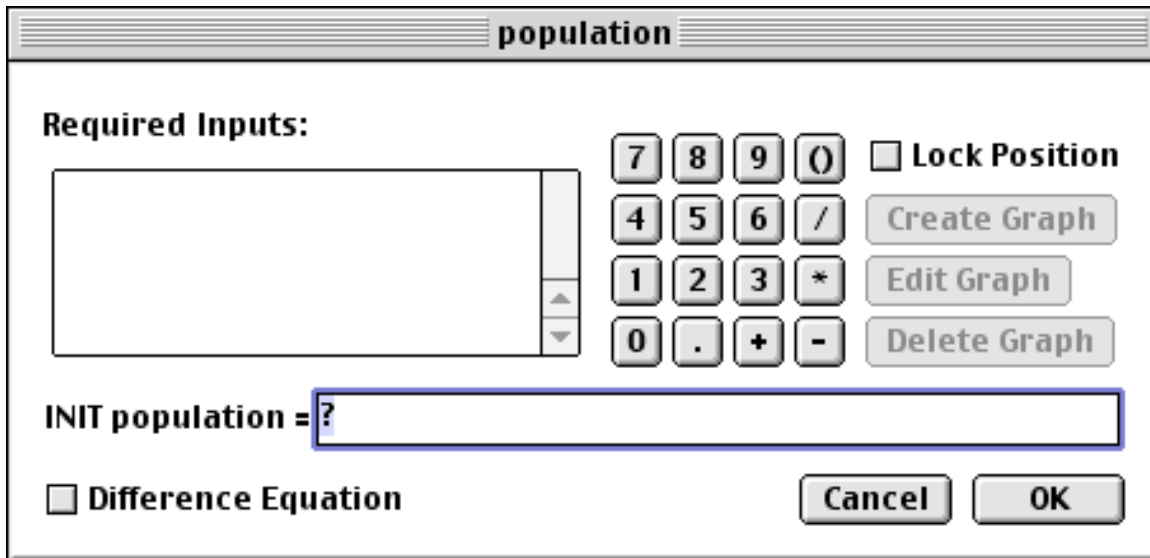 population
Required Inputs:
7 8 9 () Lock Position
4 5 6 / Create Graph
1 2 3 * Edit Graph
0 . + - Delete Graph
INIT population = ?
Difference Equation Cancel OK